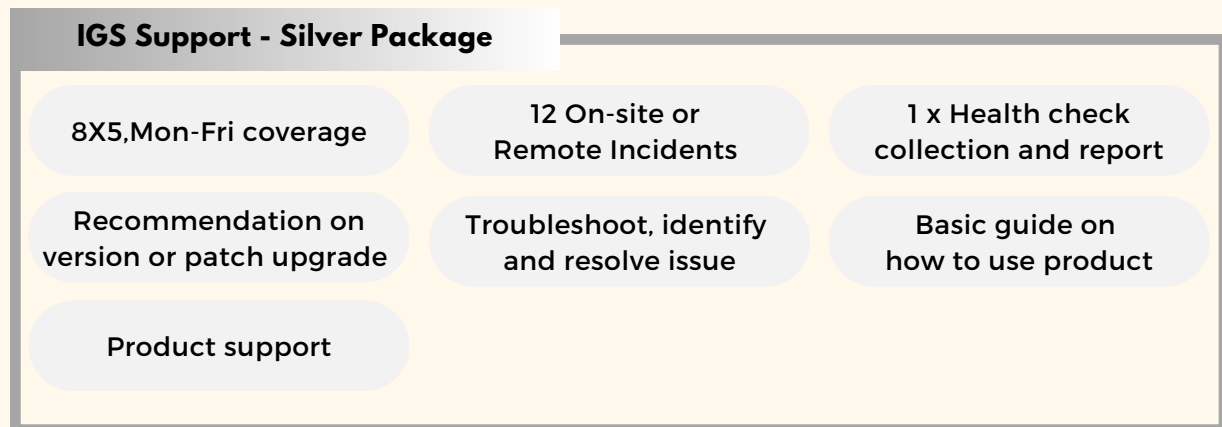 IGS Support - Silver Package
8X5,Mon-Fri coverage
12 On-site or
Remote Incidents
1 x Health check
collection and report
Recommendation on
version or patch upgrade
Troubleshoot, identify
and resolve issue
Basic guide on
how to use product
Product support